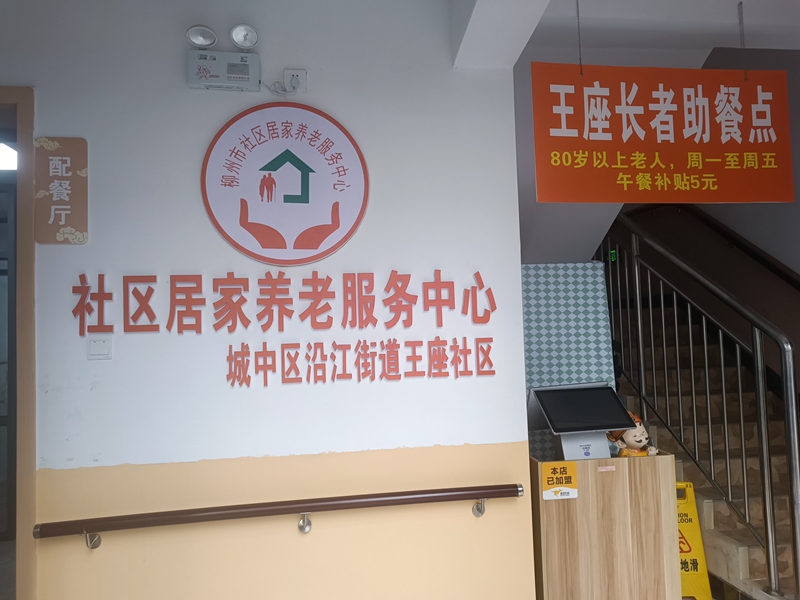 配餐厅
柳州市社区居家养老服务中心
社区居家养老服务中心
城中区沿江街道王座社区
王座长者助餐点
80岁以上老人，周一至周五
午餐补贴5元
本店
已加盟
地滑